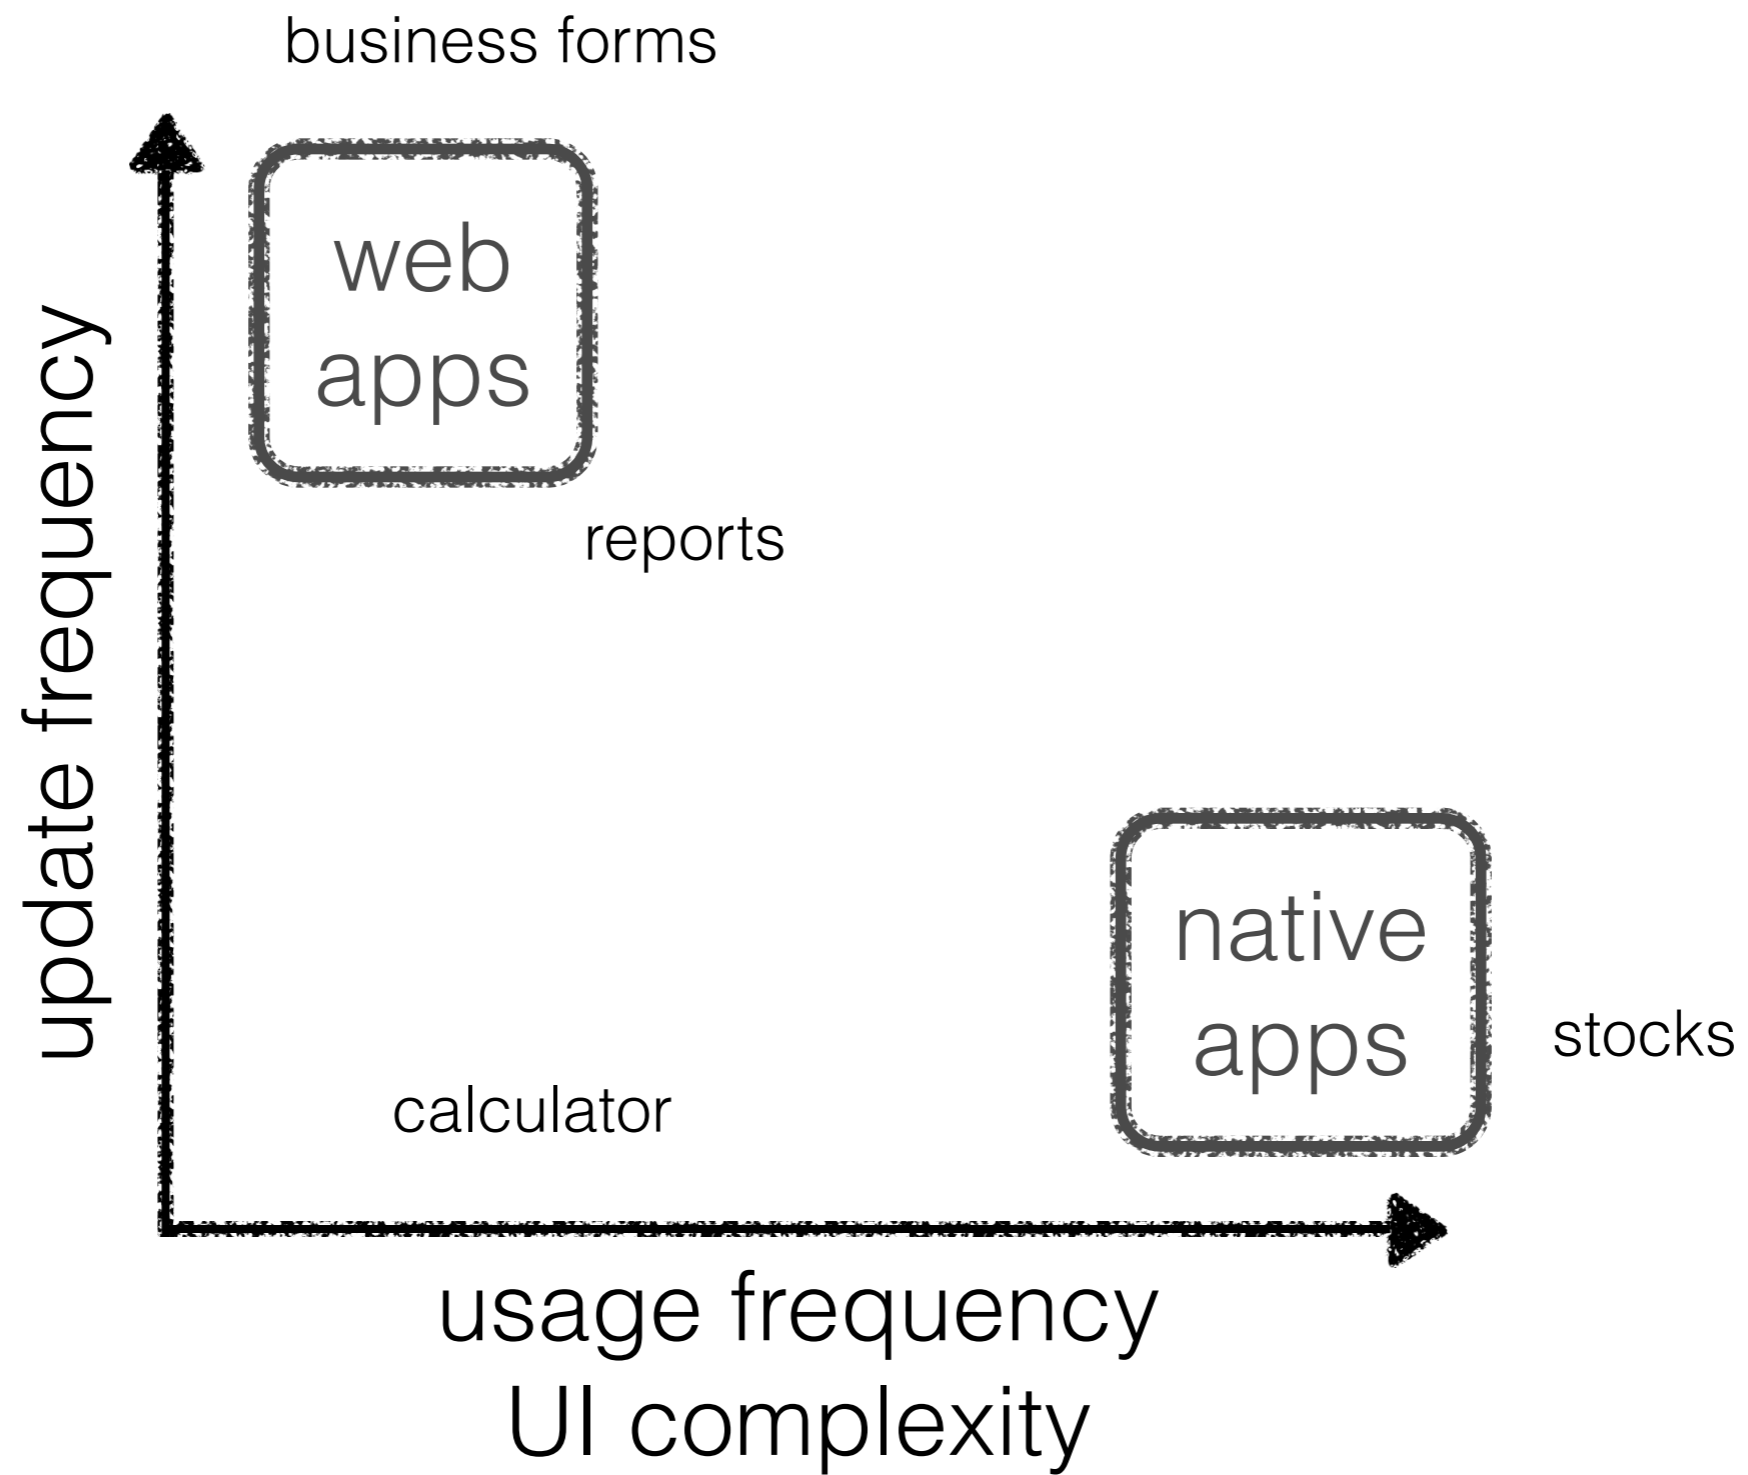 business forms
web
apps
update frequency
reports
native
apps
stocks
calculator
usage frequency
UI complexity